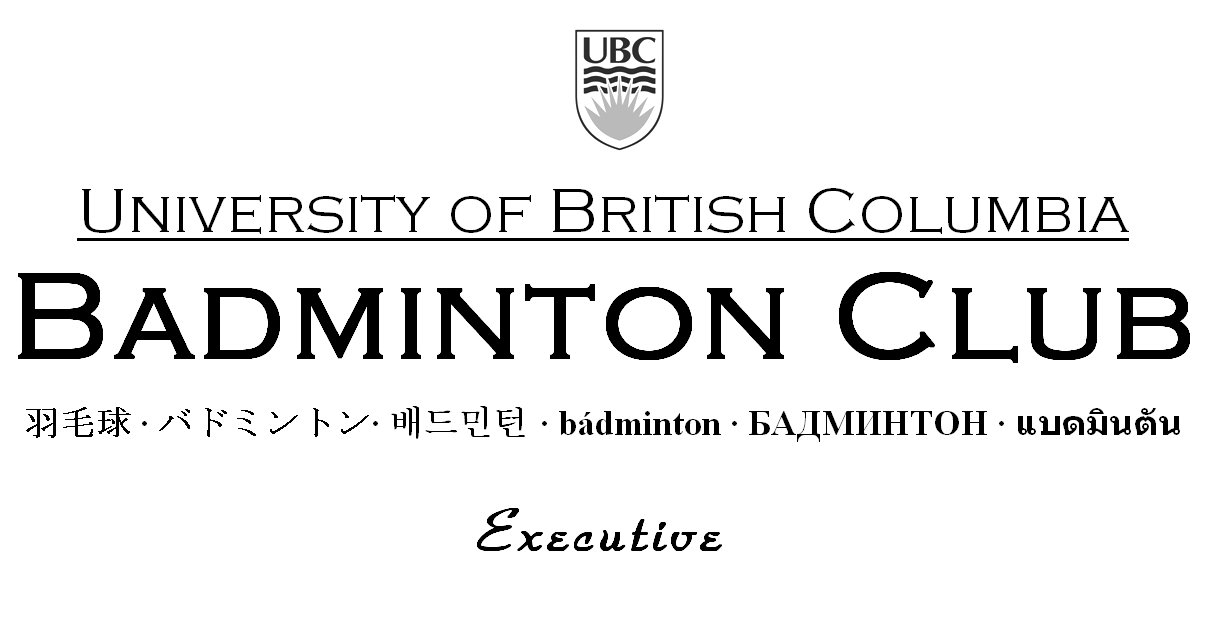 UBC
University of British Columbia
Badminton Club
羽毛球 · バドミントン· 배드민턴 · bádminton · БАДМИНТОН · แบดมินตัน
Executive